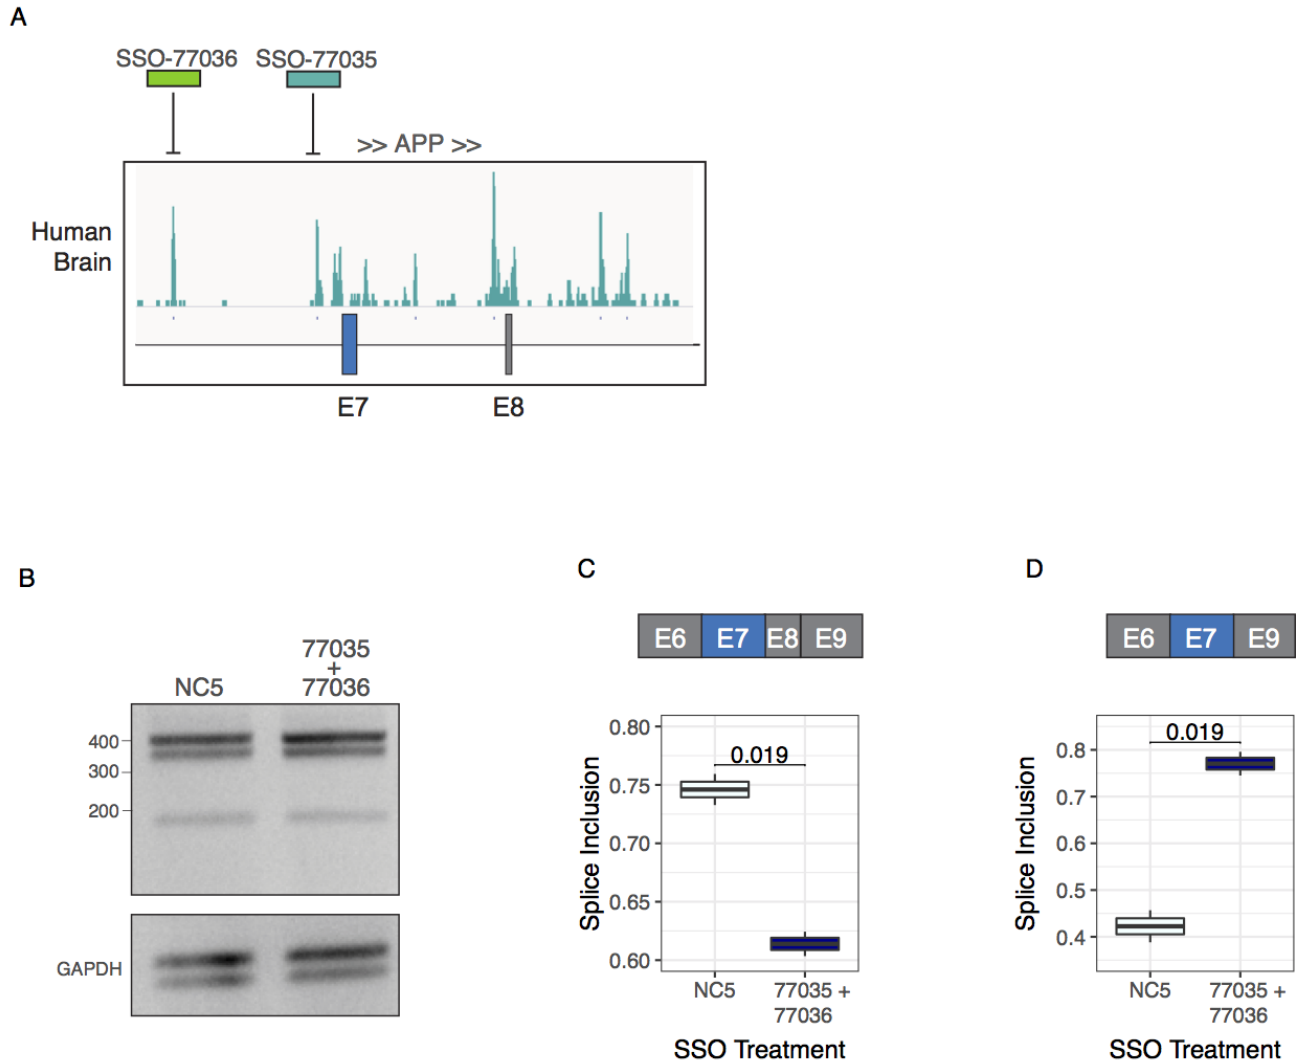 A
SSO-77036 SSO-77035
>> APP >>
Human
Brain
E7 E8
B
NC5
77035
+
77036
400
300
200
GAPDH
C
E6 E7 E8 E9
Splice Inclusion
0.80
0.75
0.70
0.65
0.60
0.019
NC5
77035 +
77036
SSO Treatment
D
E6 E7 E9
Splice Inclusion
0.8
0.7
0.6
0.5
0.4
0.019
NC5
77035 +
77036
SSO Treatment